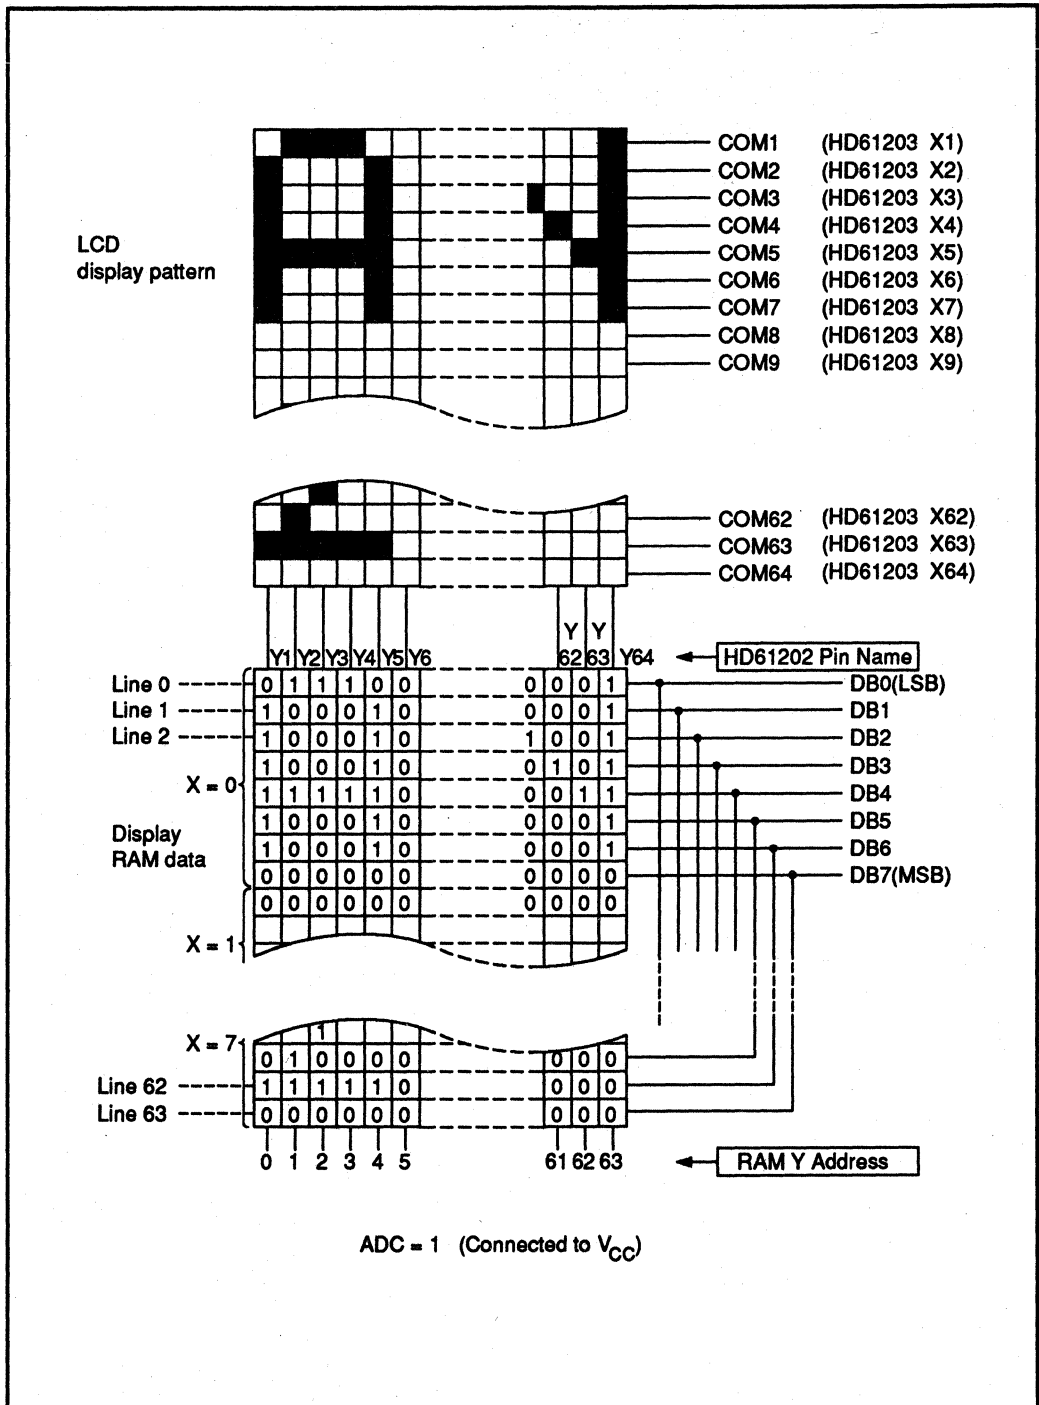 COM1 (HD61203 X1)
COM2 (HD61203 X2)
COM3 (HD61203 X3)
COM4 (HD61203 X4)
LCD
display pattern
COM5 (HD61203 X5)
COM6 (HD61203 X6)
COM7 (HD61203 X7)
COM8 (HD61203 X8)
COM9 (HD61203 X9)
COM62 (HD61203 X62)
COM63 (HD61203 X63)
COM64 (HD61203 X64)
Y Y
Y1 Y2 Y3 Y4 Y5 Y6 62 63 Y64 HD61202 Pin Name
Line 0 0 1 1 1 0 0 0 0 0 1 DB0(LSB)
Line 1 1 0 0 0 1 0 0 0 0 1 DB1
Line 2 1 0 0 0 1 0 1 0 0 1 DB2
1 0 0 0 1 0 0 1 0 1 DB3
X = 0
1 1 1 1 1 0 0 0 1 1 DB4
1 0 0 0 1 0 0 0 0 1 DB5
Display
RAM data
1 0 0 0 1 0 0 0 0 1 DB6
0 0 0 0 0 0 0 0 0 0 DB7(MSB)
0 0 0 0 0 0 0 0 0 0
X = 1
1
X = 7
0 1 0 0 0 0 0 0 0
Line 62 1 1 1 1 1 0 0 0 0
Line 63 0 0 0 0 0 0 0 0 0
0 1 2 3 4 5 61 62 63 RAM Y Address
ADC = 1 (Connected to VCC)